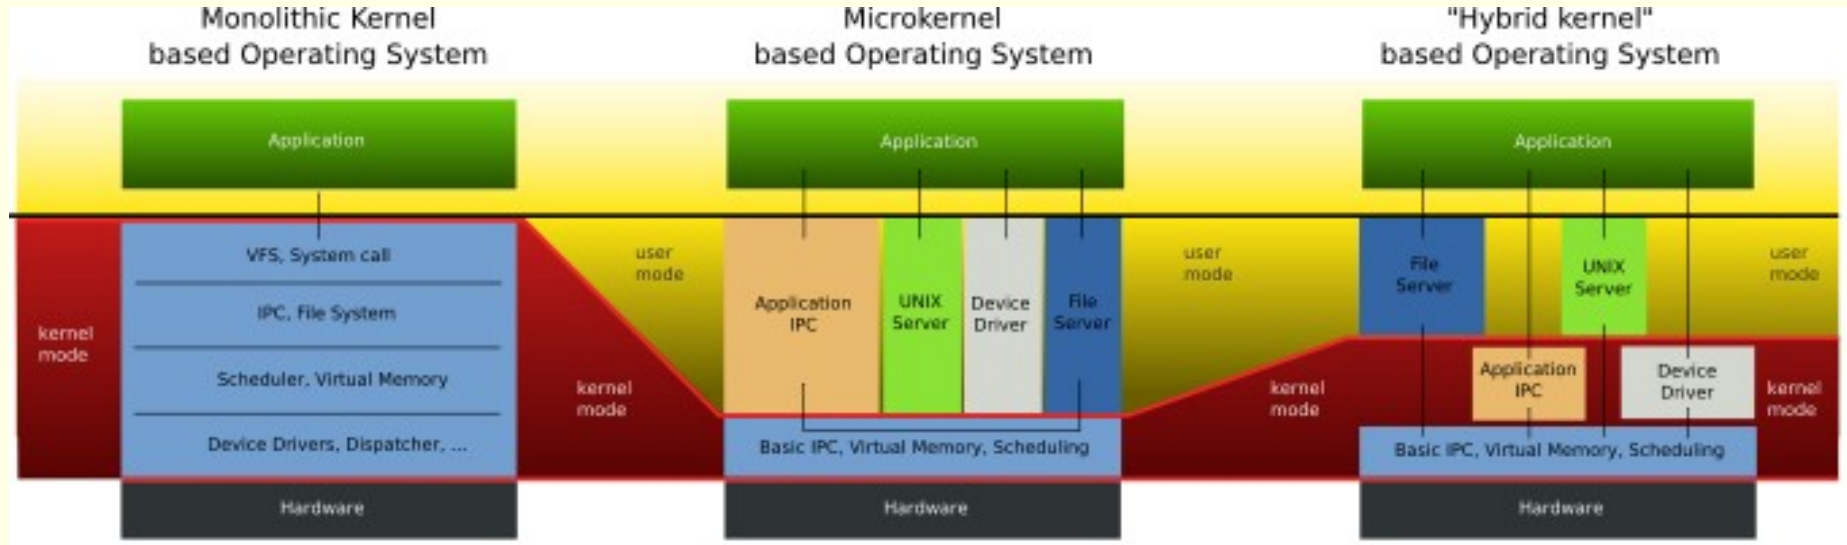 Monolithic Kernel
based Operating System
Application
VFS, System call
IPC, File System
Scheduler, Virtual Memory
Device Drivers, Dispatcher, ...
Hardware
kernel
mode
kernel
mode
user
mode
Microkernel
based Operating System
Application
Application
IPC
UNIX
Server
Device
Driver
File
Server
Basic IPC, Virtual Memory, Scheduling
Hardware
user
mode
kernel
mode
"Hybrid kernel"
based Operating System
Application
File
Server
UNIX
Server
user
mode
Application
IPC
Device
Driver
kernel
mode
Basic IPC, Virtual Memory, Scheduling
Hardware